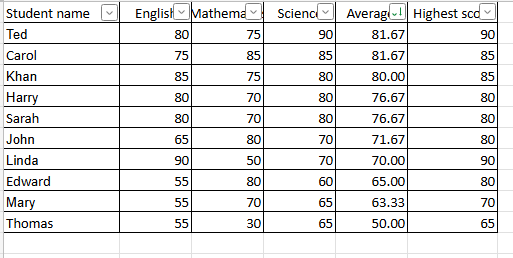 Student name English Mathema Science Average Highest sco
Ted 80 75 90 81.67 90
Carol 75 85 85 81.67 85
Khan 85 75 80 80.00 85
Harry 80 70 80 76.67 80
Sarah 80 70 80 76.67 80
John 65 80 70 71.67 80
Linda 90 50 70 70.00 90
Edward 55 80 60 65.00 80
Mary 55 70 65 63.33 70
Thomas 55 30 65 50.00 65